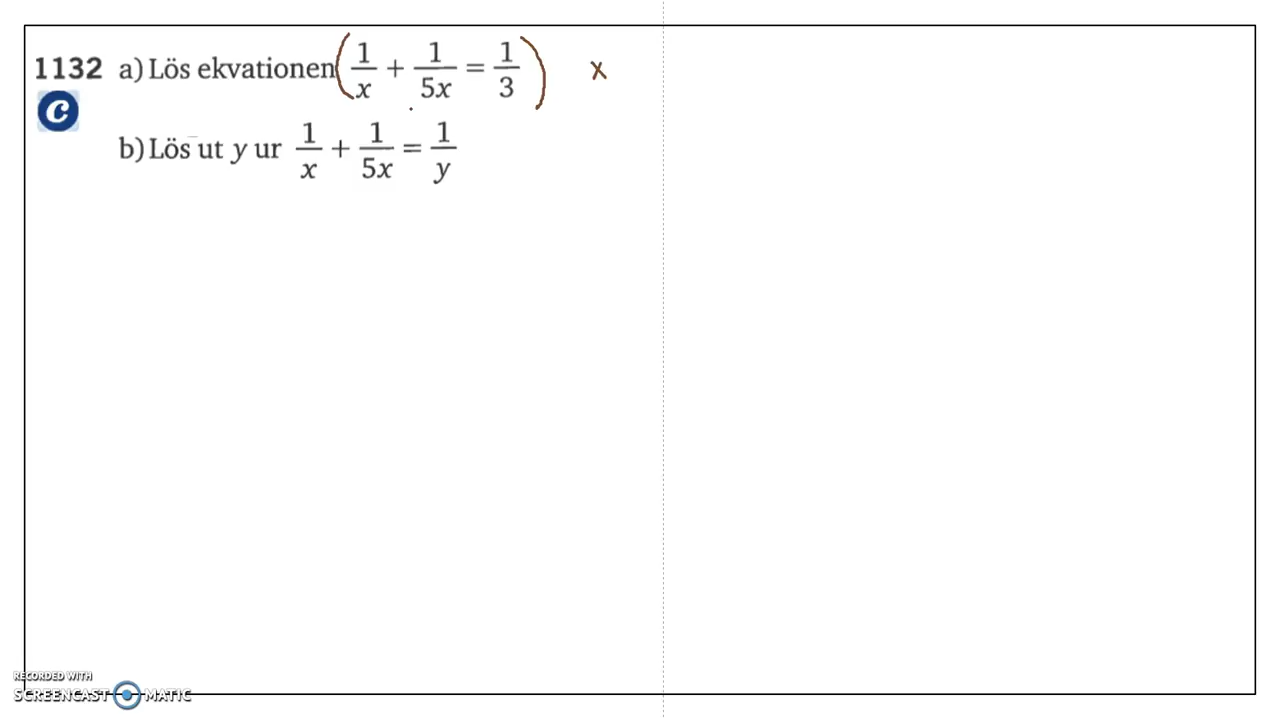 1132 a) Lös ekvationen (1/x + 1/5x = 1/3) x
C
b) Lös ut y ur 1/x + 1/5x = 1/y
RECORDED WITH
SCREENCAST MATIC